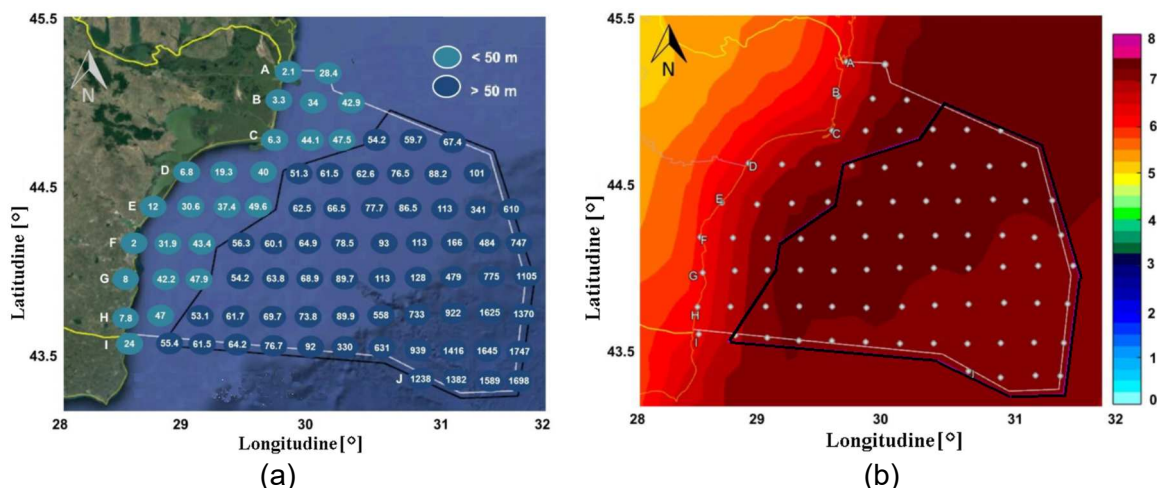 45.5
44.5
43.5
Latitudine[°]
N
< 50 m
> 50 m
A 2.1 28.4
B 3.3 34 42.9
C 6.3 44.1 47.5 54.2 59.7 67.4
D 6.8 19.3 40 51.3 61.5 62.6 76.5 88.2 101
E 12 30.6 37.4 49.6 62.5 66.5 77.7 86.5 113 341 610
F 2 31.9 43.4 56.3 60.1 64.9 78.5 93 113 166 484 747
G 8 42.2 47.9 54.2 63.8 68.9 89.7 113 128 479 775 1105
H 7.8 47 53.1 61.7 69.7 73.8 89.9 558 733 922 1625 1370
I 24 55.4 61.5 64.2 76.7 92 330 631 939 1416 1645 1747
J 1238 1382 1589 1698
28 29 30 31 32
Longitudine[°]
(a)
45.5
44.5
43.5
Latitudine[°]
N
A
B
C
D
E
F
G
H
I
J
8
7
6
5
4
3
2
1
0
28 29 30 31 32
Longitudine[°]
(b)